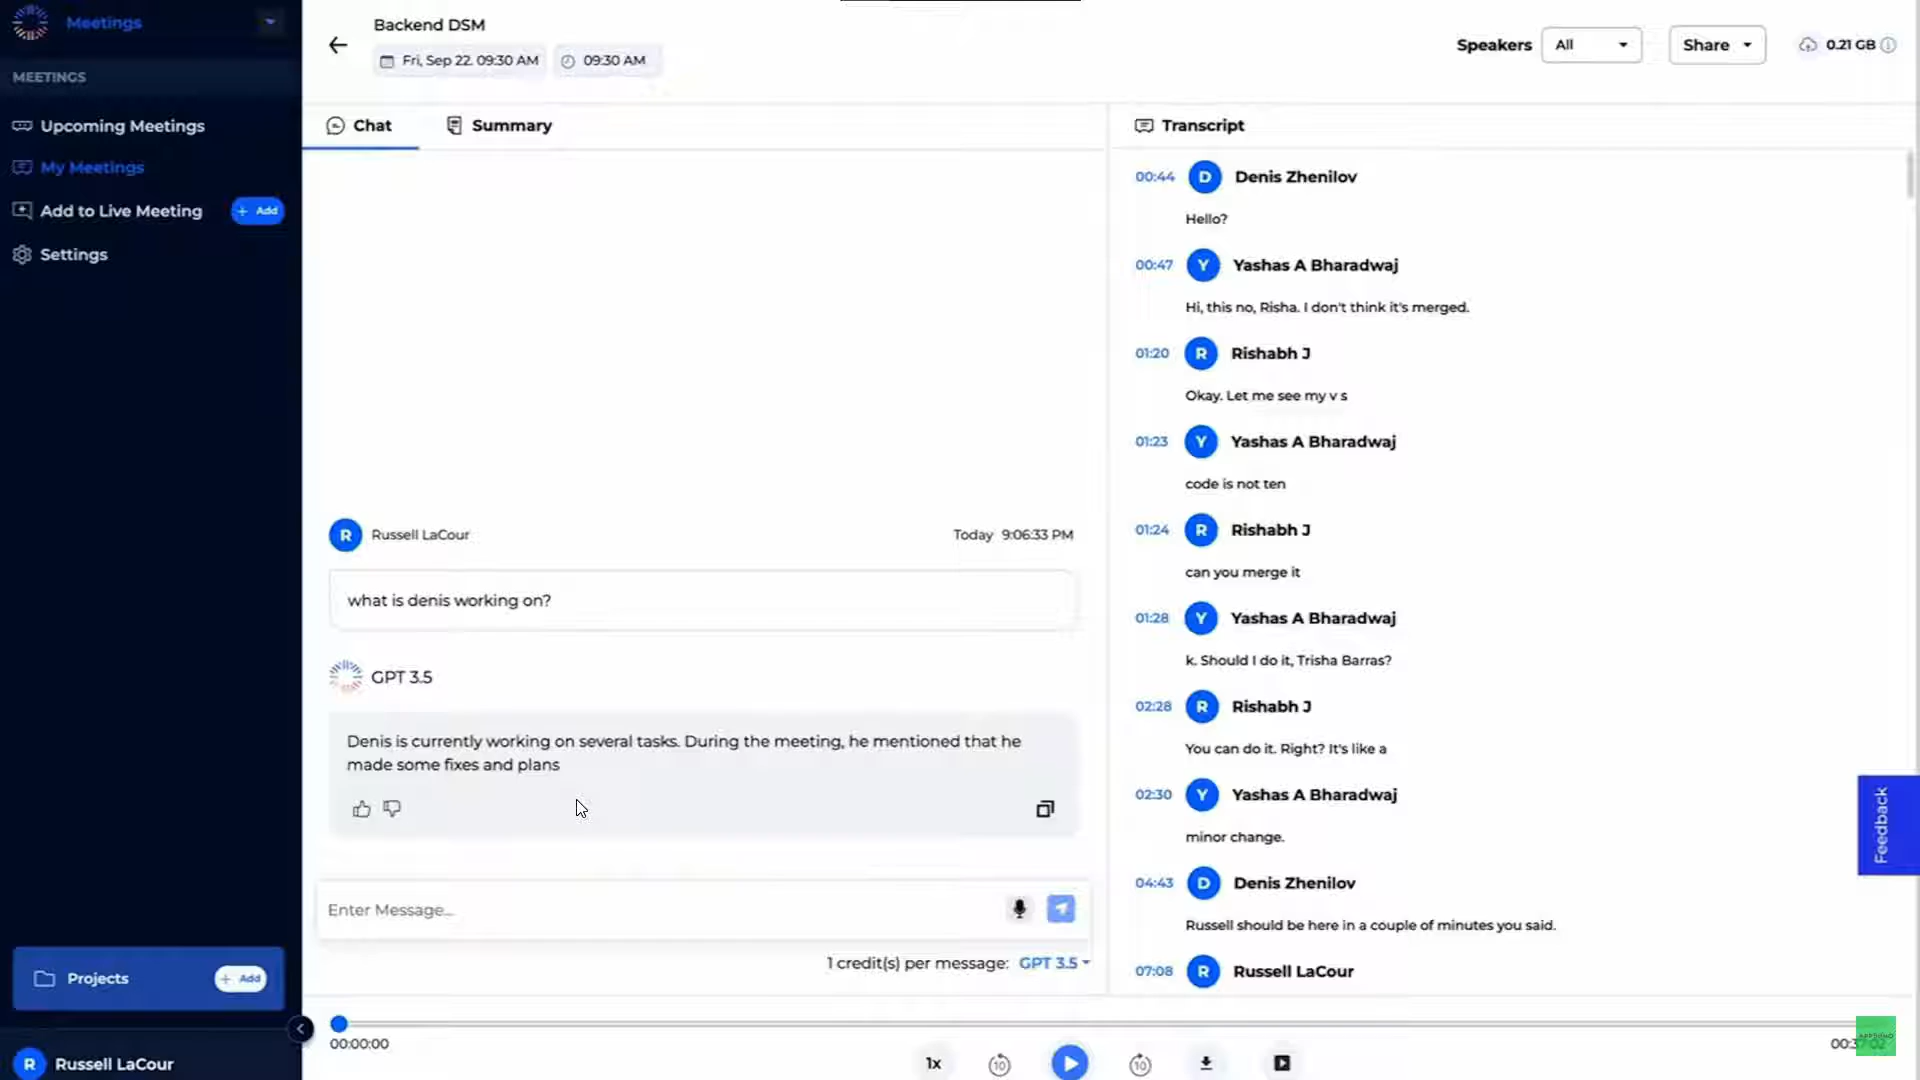 Meetings
MEETINGS
Upcoming Meetings
My Meetings
Add to Live Meeting
+ Add
Settings
Projects
+ Add
R Russell LaCour
Backend DSM
Fri, Sep 22. 09:30 AM
09:30 AM
Speakers
All
Share
0.21 GB
Chat
Summary
R Russell LaCour
Today 9:06:33 PM
what is denis working on?
GPT 3.5
Denis is currently working on several tasks. During the meeting, he mentioned that he
made some fixes and plans
Enter Message...
1 credit(s) per message: GPT 3.5
Transcript
00:44 D Denis Zhenilov
Hello?
00:47 Y Yashas A Bharadwaj
Hi, this no, Risha. I don't think it's merged.
01:20 R Rishabh J
Okay. Let me see my v s
01:23 Y Yashas A Bharadwaj
code is not ten
01:24 R Rishabh J
can you merge it
01:28 Y Yashas A Bharadwaj
k. Should I do it, Trisha Barras?
02:28 R Rishabh J
You can do it. Right? It's like a
02:30 Y Yashas A Bharadwaj
minor change.
04:43 D Denis Zhenilov
Russell should be here in a couple of minutes you said.
07:08 R Russell LaCour
Feedback
00:00:00
1x
10
10